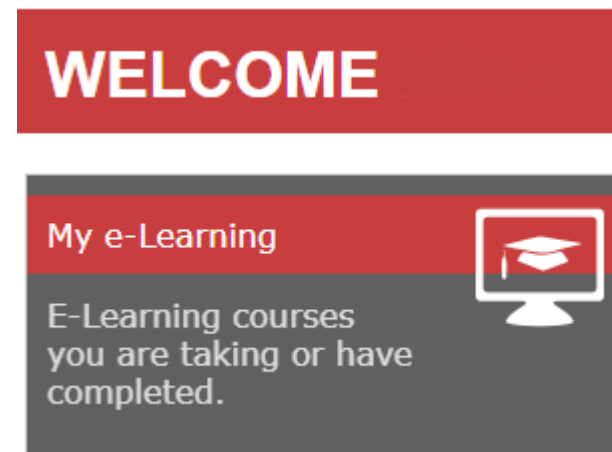 WELCOME
My e-Learning
E-Learning courses
you are taking or have
completed.